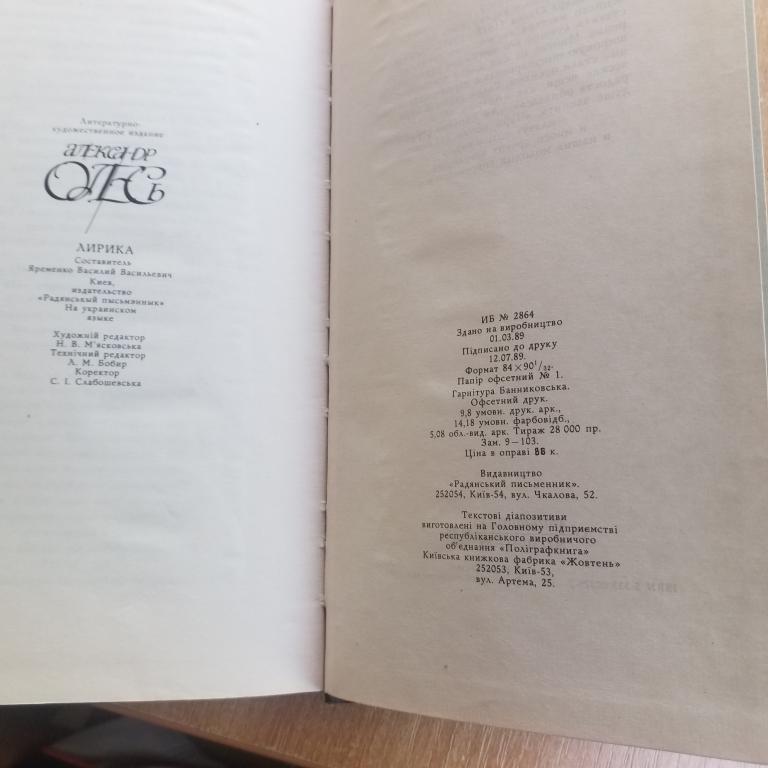 Литературно-
художественное издание
АЛЕКСАНДР
ОЛЕСЬ
ЛИРИКА
Составитель
Яременко Василий Васильевич
Киев,
издательство
«Радянськый пысьмэннык»
На украинском
языке
Художній редактор
Н. В. М'ясковська
Технічний редактор
Л. М. Бобир
Коректор
С. І. Слабошевська
ИБ № 2864
Здано на виробництво
01.03.89
Підписано до друку
12.07.89.
Формат 84×90¹/₃₂.
Папір офсетний № 1.
Гарнітура Банниковська.
Офсетний друк.
9,8 умовн. друк. арк.,
14,18 умовн. фарбовідб.,
5,08 обл.-вид. арк. Тираж 28 000 пр.
Зам. 9—103.
Ціна в оправі к.
Видавництво
«Радянський письменник».
252054, Київ-54, вул. Чкалова, 52.
Текстові діапозитиви
виготовлені на Головному підприємстві
республіканського виробничого
об'єднання «Поліграфкнига»
Київська книжкова фабрика «Жовтень»
252053, Київ-53,
вул. Артема, 25.